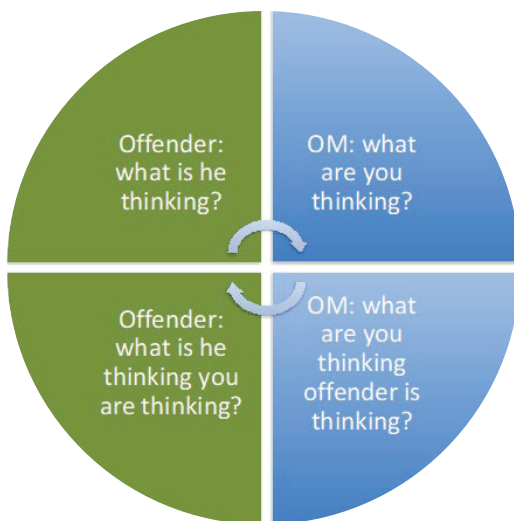 Offender:
what is he
thinking?
OM: what
are you
thinking?
Offender:
what is he
thinking you
are thinking?
OM: what
are you
thinking
offender is
thinking?